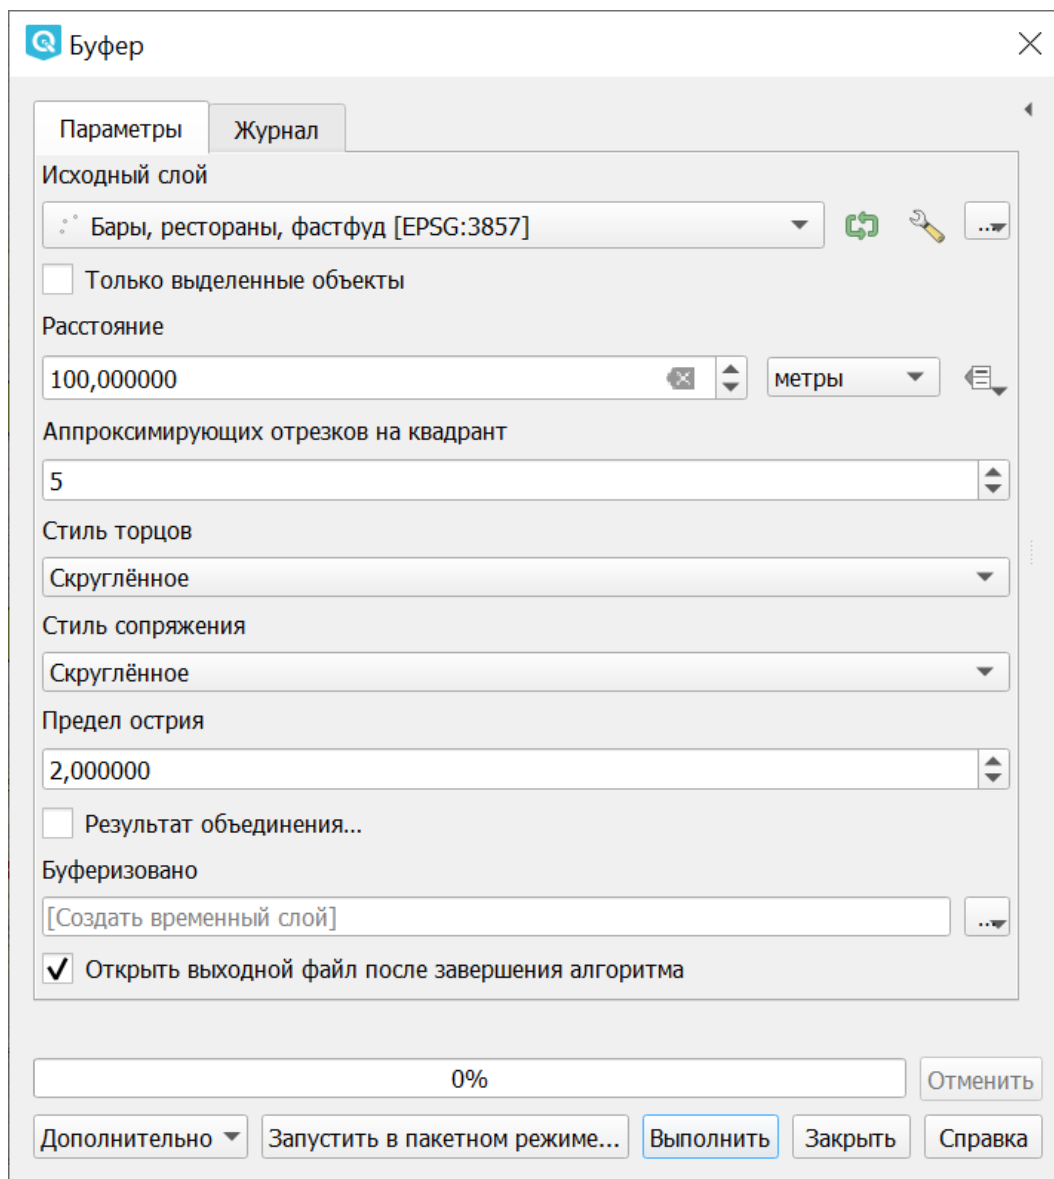 Буфер
Параметры
Журнал
Исходный слой
Бары, рестораны, фастфуд [EPSG:3857]
...
Только выделенные объекты
Расстояние
100,000000
метры
Аппроксимирующих отрезков на квадрант
5
Стиль торцов
Скруглённое
Стиль сопряжения
Скруглённое
Предел острия
2,000000
Результат объединения...
Буферизовано
[Создать временный слой]
...
Открыть выходной файл после завершения алгоритма
0%
Отменить
Дополнительно
Запустить в пакетном режиме...
Выполнить
Закрыть
Справка